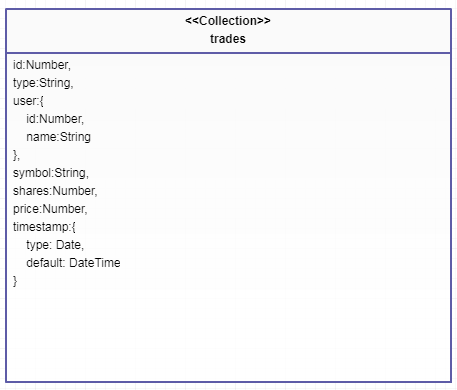 <<Collection>>
trades
id:Number,
type:String,
user:{
id:Number,
name:String
},
symbol:String,
shares:Number,
price:Number,
timestamp:{
type: Date,
default: DateTime
}